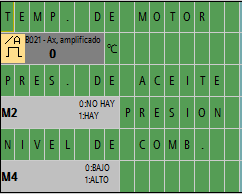 TEMP. DE MOTOR
/A B021 - Ax, amplificado °C
0
PRES. DE ACEITE
M2 0:NO HAY PRESION
1:HAY
NIVEL DE COMB.
M4 0:BAJO
1:ALTO